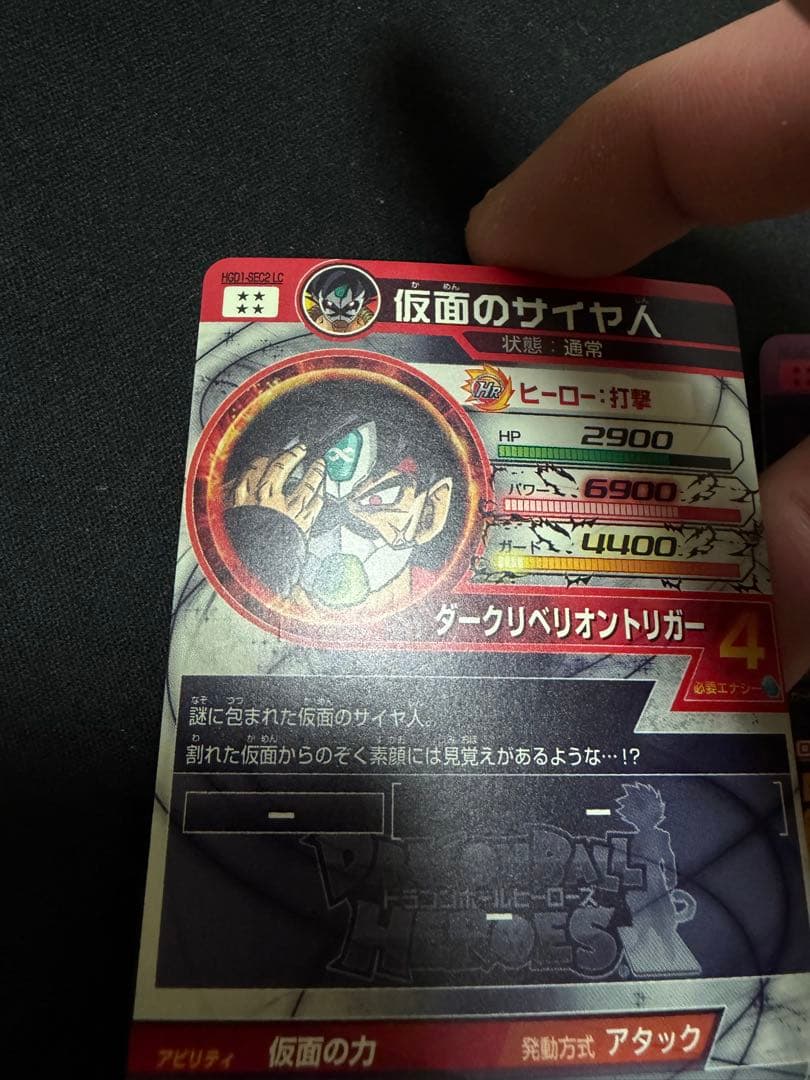 HGD1-SEC2 LC
仮面のサイヤ人
状態：通常
HR ヒーロー：打撃
HP 2900
パワー 6900
ガード 4400
ダークリベリオントリガー 4
必要エナジー
謎に包まれた仮面のサイヤ人。
割れた仮面からのぞく素顔には見覚えがあるような…!?
DRAGONBALL
ドラゴンボールヒーローズ
HEROES
アビリティ 仮面の力 発動方式 アタック